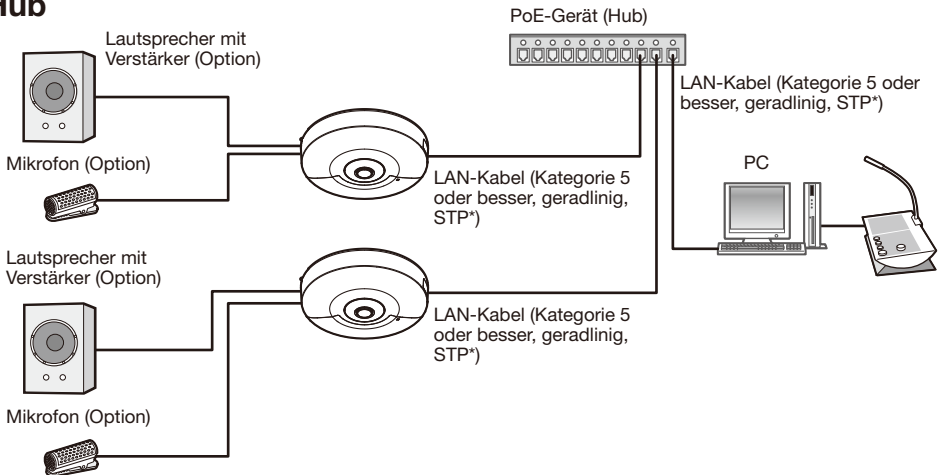 Hub
PoE-Gerät (Hub)
Lautsprecher mit
Verstärker (Option)
LAN-Kabel (Kategorie 5 oder
besser, geradlinig, STP*)
Mikrofon (Option)
PC
LAN-Kabel (Kategorie 5
oder besser, geradlinig,
STP*)
Lautsprecher mit
Verstärker (Option)
LAN-Kabel (Kategorie 5
oder besser, geradlinig,
STP*)
Mikrofon (Option)